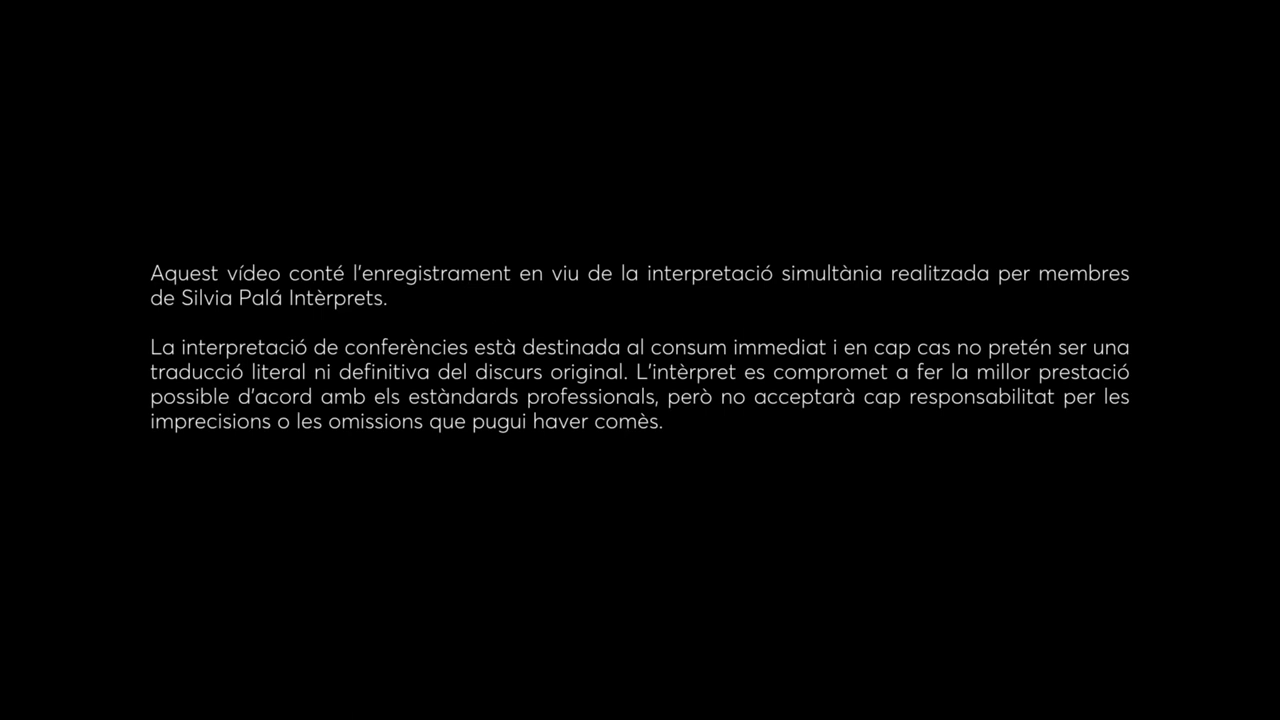 Aquest vídeo conté l'enregistrament en viu de la interpretació simultània realitzada per membres
de Silvia Palá Intèrprets.
La interpretació de conferències està destinada al consum immediat i en cap cas no pretén ser una
traducció literal ni definitiva del discurs original. L'intèrpret es compromet a fer la millor prestació
possible d'acord amb els estàndards professionals, però no acceptarà cap responsabilitat per les
imprecisions o les omissions que pugui haver comès.